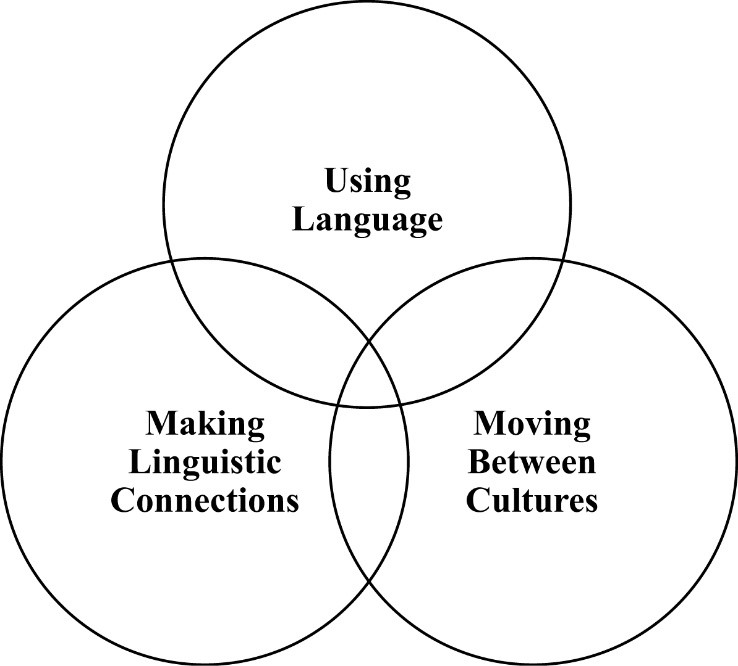 Using
Language
Making
Linguistic
Connections
Moving
Between
Cultures